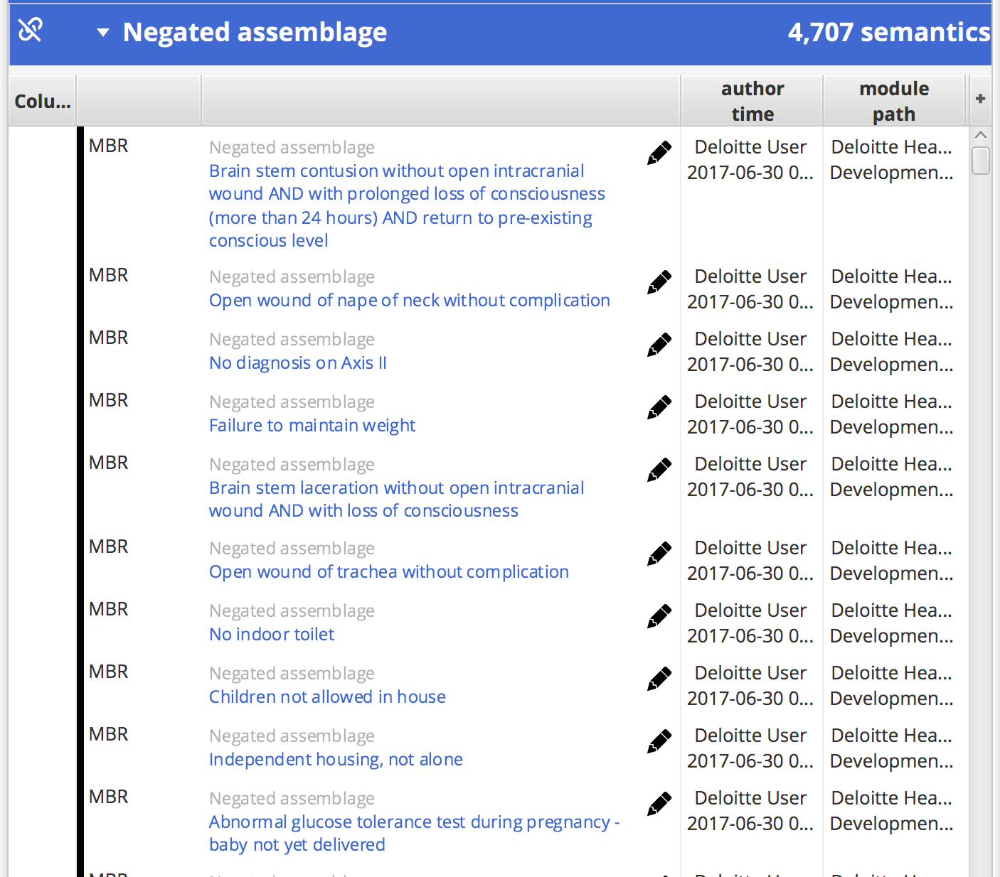 Negated assemblage 4,707 semantics
Colu... author time module path +
MBR Negated assemblage Deloitte User Deloitte Hea...
Brain stem contusion without open intracranial 2017-06-30 0... Developmen...
wound AND with prolonged loss of consciousness
(more than 24 hours) AND return to pre-existing
conscious level
MBR Negated assemblage Deloitte User Deloitte Hea...
Open wound of nape of neck without complication 2017-06-30 0... Developmen...
MBR Negated assemblage Deloitte User Deloitte Hea...
No diagnosis on Axis II 2017-06-30 0... Developmen...
MBR Negated assemblage Deloitte User Deloitte Hea...
Failure to maintain weight 2017-06-30 0... Developmen...
MBR Negated assemblage Deloitte User Deloitte Hea...
Brain stem laceration without open intracranial 2017-06-30 0... Developmen...
wound AND with loss of consciousness
MBR Negated assemblage Deloitte User Deloitte Hea...
Open wound of trachea without complication 2017-06-30 0... Developmen...
MBR Negated assemblage Deloitte User Deloitte Hea...
No indoor toilet 2017-06-30 0... Developmen...
MBR Negated assemblage Deloitte User Deloitte Hea...
Children not allowed in house 2017-06-30 0... Developmen...
MBR Negated assemblage Deloitte User Deloitte Hea...
Independent housing, not alone 2017-06-30 0... Developmen...
MBR Negated assemblage Deloitte User Deloitte Hea...
Abnormal glucose tolerance test during pregnancy - 2017-06-30 0... Developmen...
baby not yet delivered